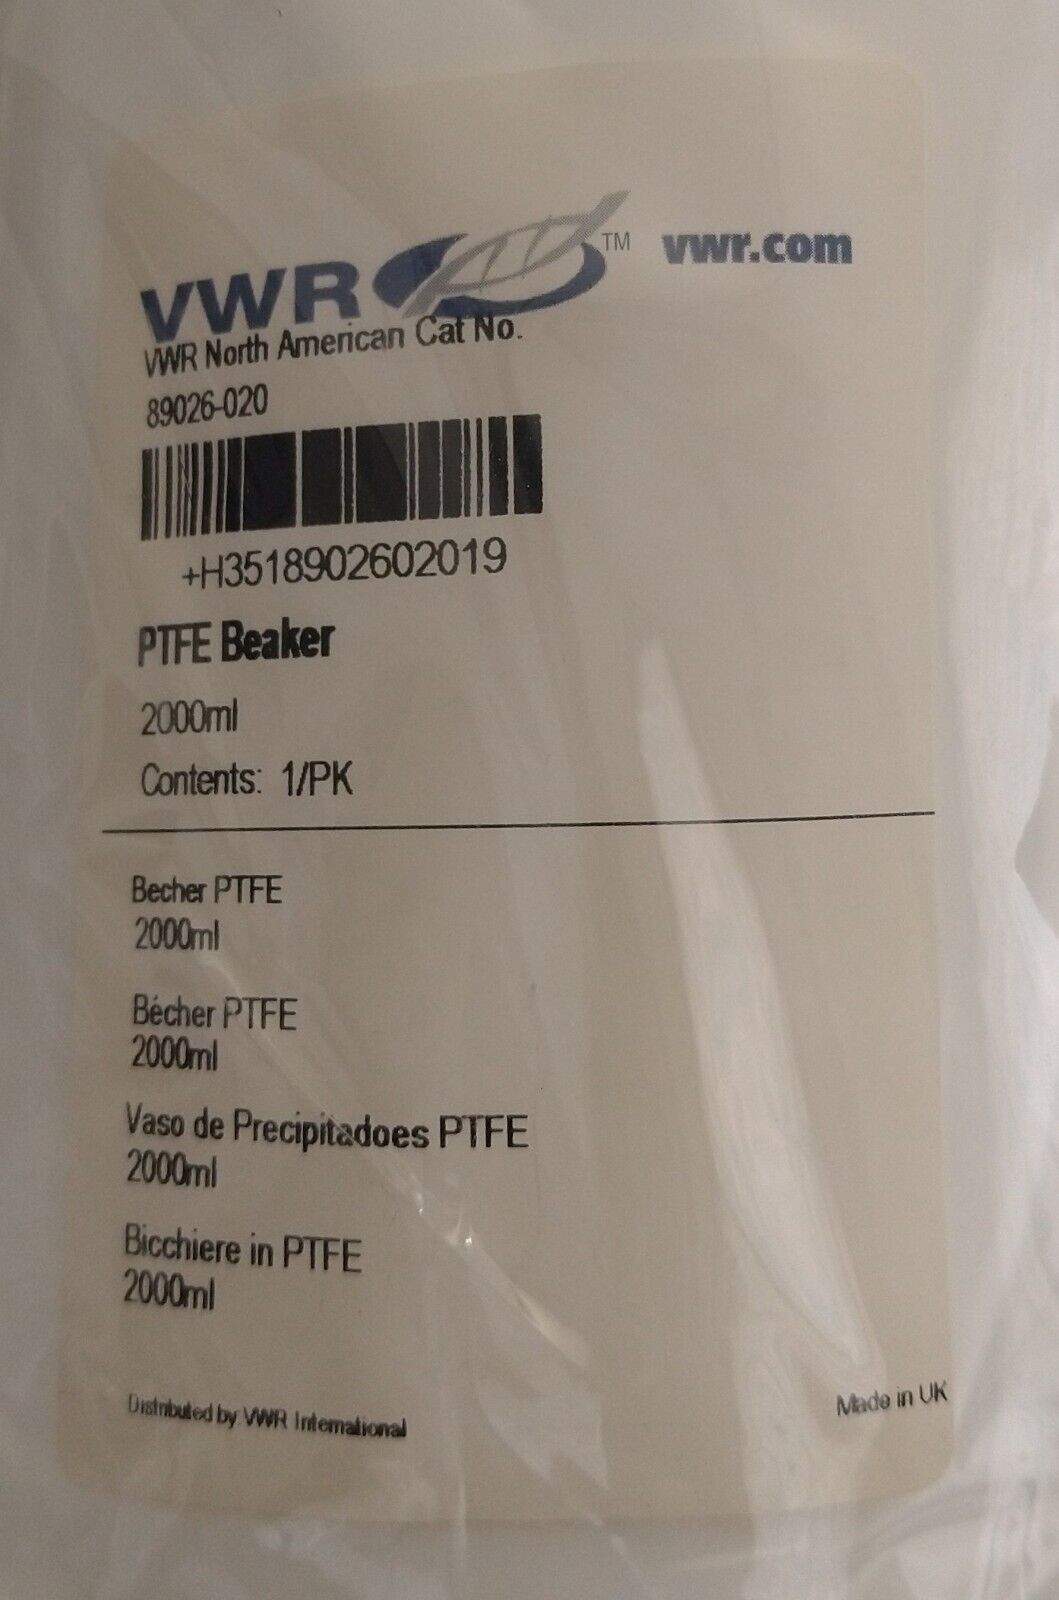 VWR TM vwr.com
VWR North American Cat No.
89026-020
+H3518902602019
PTFE Beaker
2000ml
Contents: 1/PK
Becher PTFE
2000ml
Bécher PTFE
2000ml
Vaso de Precipitadoes PTFE
2000ml
Bicchiere in PTFE
2000ml
Distributed by VWR International
Made in UK